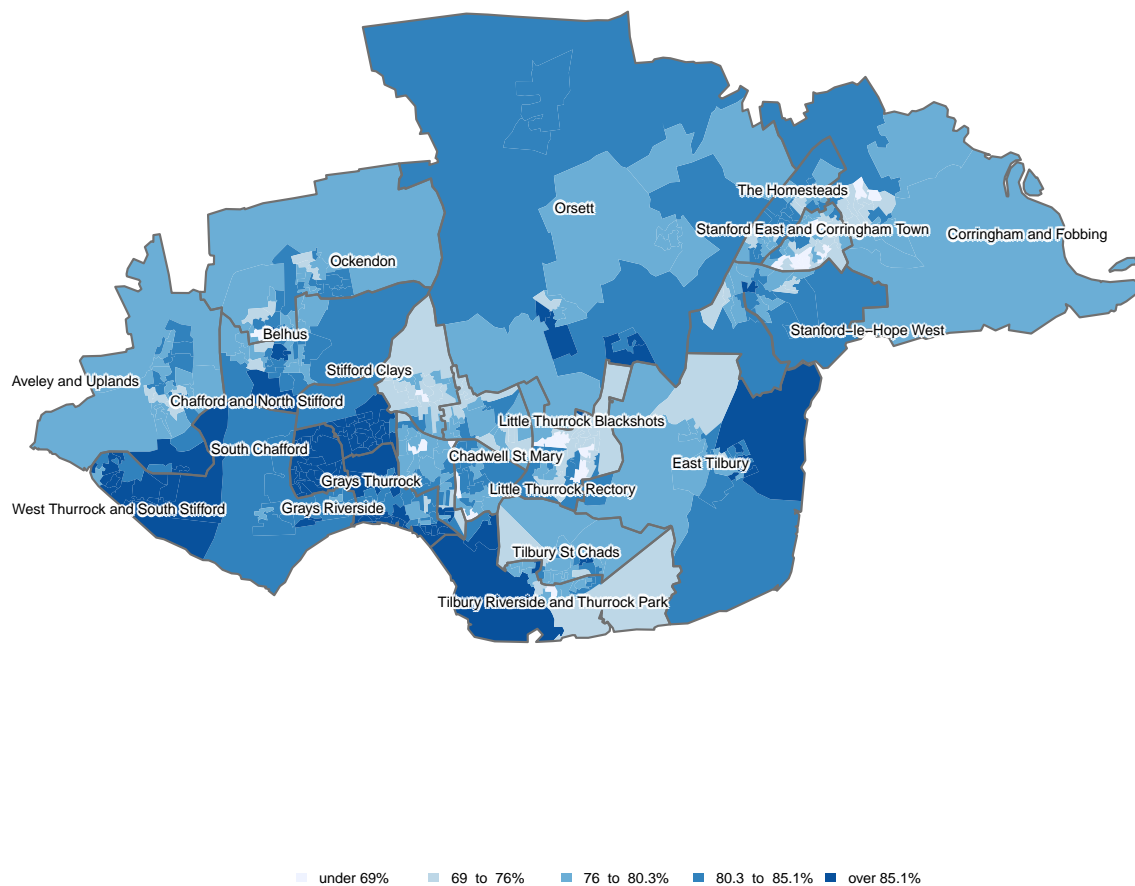 The Homesteads
Orsett
Stanford East and Corringham Town
Corringham and Fobbing
Ockendon
Stanford–le–Hope West
Belhus
Stifford Clays
Aveley and Uplands
Chafford and North Stifford
Little Thurrock Blackshots
South Chafford
Chadwell St Mary
East Tilbury
Grays Thurrock
Little Thurrock Rectory
West Thurrock and South Stifford
Grays Riverside
Tilbury St Chads
Tilbury Riverside and Thurrock Park
under 69%
69 to 76%
76 to 80.3%
80.3 to 85.1%
over 85.1%